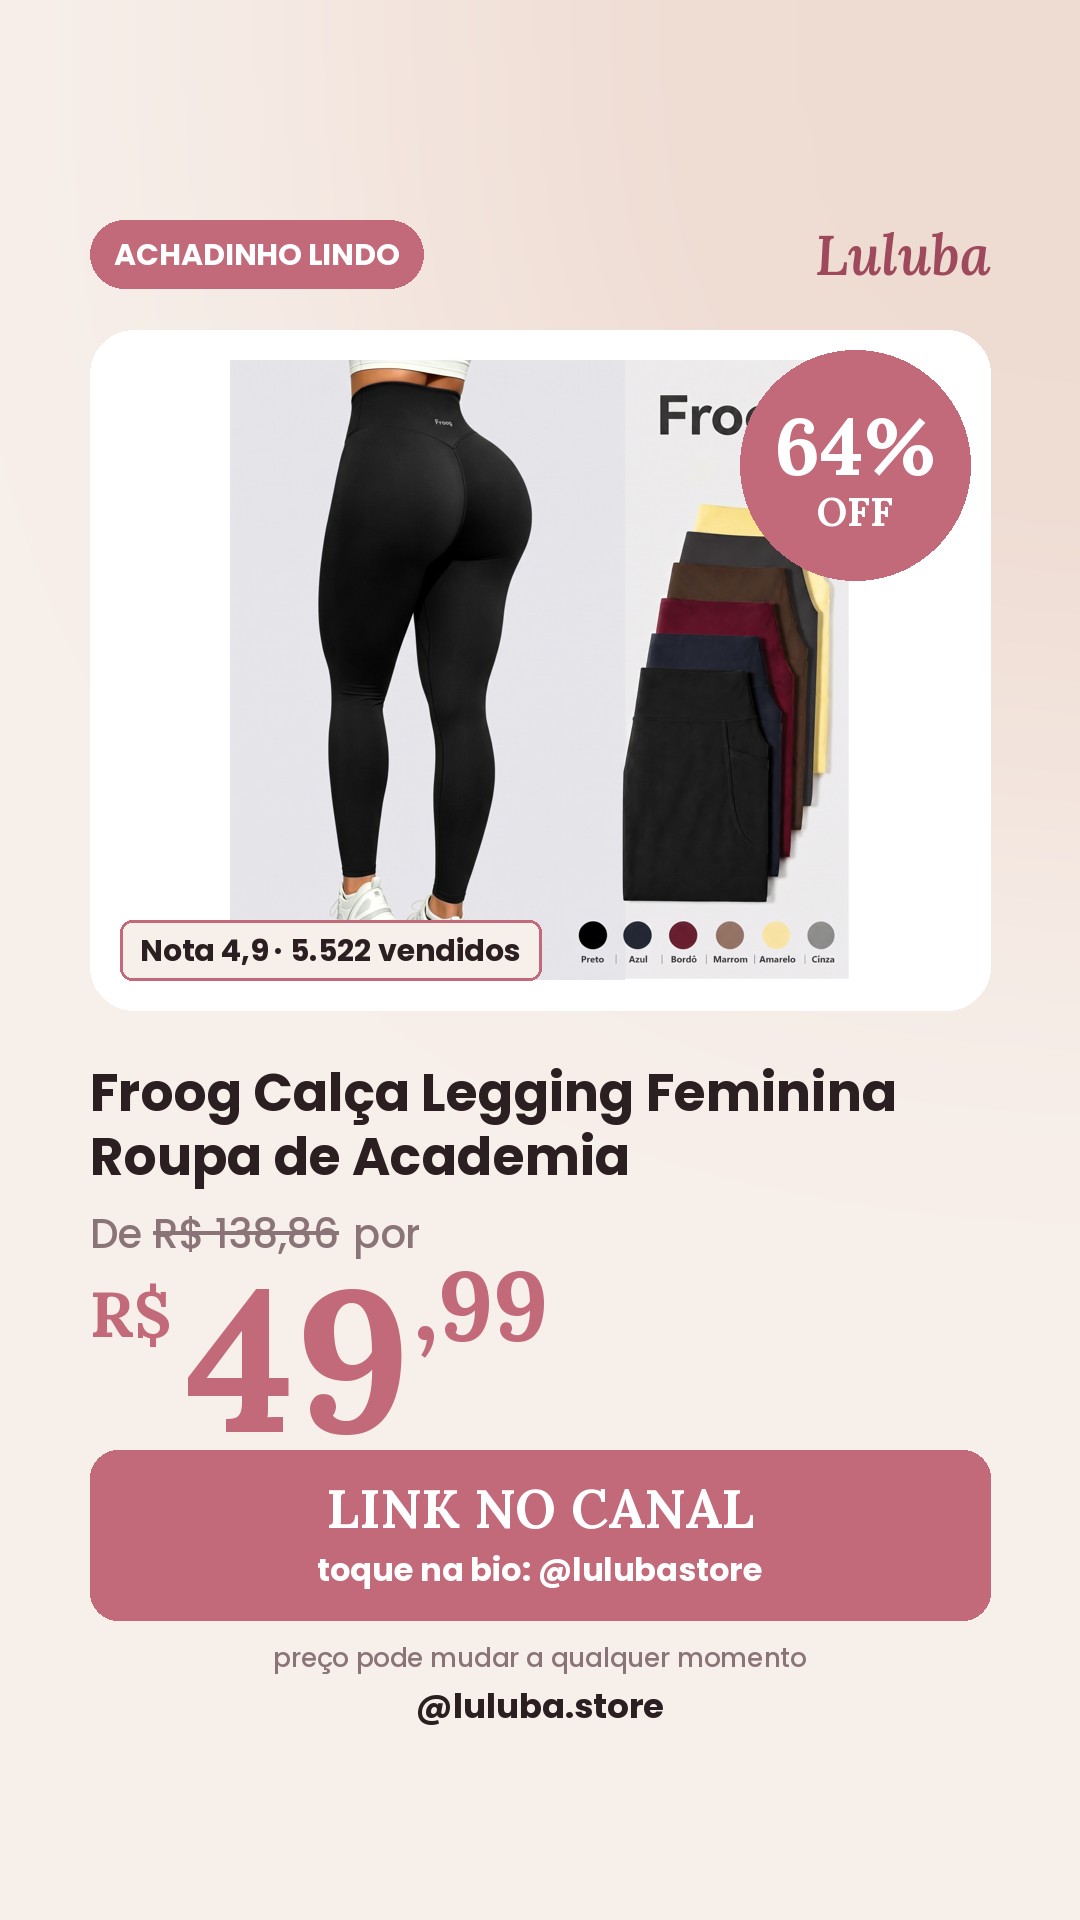 ACHADINHO LINDO
Luluba
Froog
64%
OFF
Nota 4,9 · 5.522 vendidos
Preto | Azul | Bordô | Marrom | Amarelo | Cinza
Froog Calça Legging Feminina
Roupa de Academia
De R$ 138,86 por
R$ 49,99
LINK NO CANAL
toque na bio: @lulubastore
preço pode mudar a qualquer momento
@luluba.store